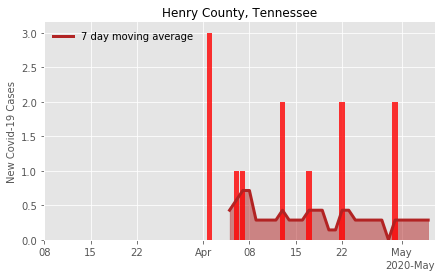 Henry County, Tennessee
7 day moving average
New Covid-19 Cases
3.0
2.5
2.0
1.5
1.0
0.5
0.0
08 15 22 Apr 08 15 22 May
2020-May